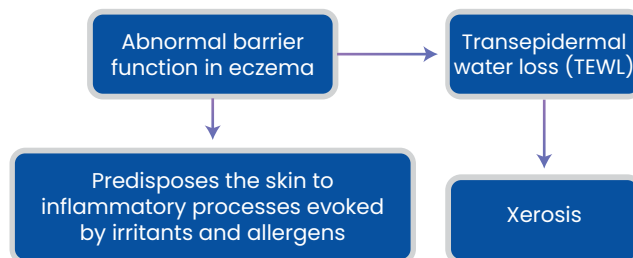 Abnormal barrier
function in eczema
Transepidermal
water loss (TEWL)
Predisposes the skin to
inflammatory processes evoked
by irritants and allergens
Xerosis